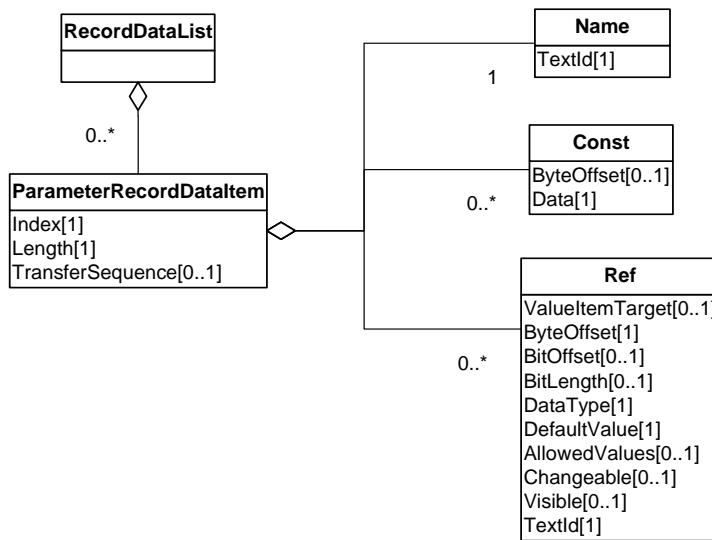 RecordDataList
0..*
ParameterRecordDataItem
Index[1]
Length[1]
TransferSequence[0..1]
Name
TextId[1]
1
Const
ByteOffset[0..1]
Data[1]
0..*
Ref
ValueItemTarget[0..1]
ByteOffset[1]
BitOffset[0..1]
BitLength[0..1]
DataType[1]
DefaultValue[1]
AllowedValues[0..1]
Changeable[0..1]
Visible[0..1]
TextId[1]
0..*